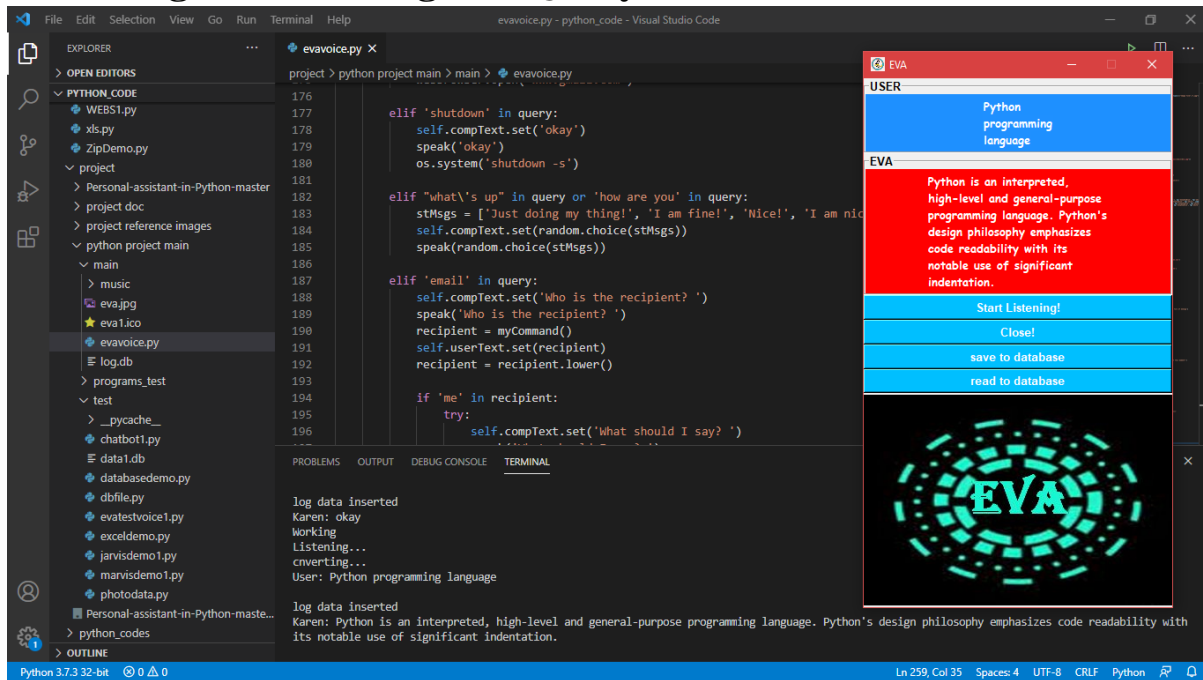 File Edit Selection View Go Run Terminal Help evavoice.py - python_code - Visual Studio Code
EXPLORER ...
> OPEN EDITORS
PYTHON_CODE
WEBS1.py
xls.py
ZipDemo.py
project
> Personal-assistant-in-Python-master
> project doc
> project reference images
python project main
main
> music
eva.jpg
eva1.ico
evavoice.py
log.db
> programs_test
test
> __pycache__
chatbot1.py
data1.db
databasedemo.py
dbfile.py
evatestvoice1.py
exceldemo.py
jarvisdemo1.py
marvisdemo1.py
photodata.py
Personal-assistant-in-Python-maste...
> python_codes
> OUTLINE
evavoice.py
project > python project main > main > evavoice.py
176
177 elif 'shutdown' in query:
178 self.compText.set('okay')
179 speak('okay')
180 os.system('shutdown -s')
181
182 elif "what\'s up" in query or 'how are you' in query:
183 stMsgs = ['Just doing my thing!', 'I am fine!', 'Nice!', 'I am nic
184 self.compText.set(random.choice(stMsgs))
185 speak(random.choice(stMsgs))
186
187 elif 'email' in query:
188 self.compText.set('Who is the recipient? ')
189 speak('Who is the recipient? ')
190 recipient = myCommand()
191 self.userText.set(recipient)
192 recipient = recipient.lower()
193
194 if 'me' in recipient:
195 try:
196 self.compText.set('What should I say? ')
PROBLEMS OUTPUT DEBUG CONSOLE TERMINAL
log data inserted
Karen: okay
Working
Listening...
cnverting...
User: Python programming language
log data inserted
Karen: Python is an interpreted, high-level and general-purpose programming language. Python's design philosophy emphasizes code readability with
its notable use of significant indentation.
EVA
USER
Python
programming
language
EVA
Python is an interpreted,
high-level and general-purpose
programming language. Python's
design philosophy emphasizes
code readability with its
notable use of significant
indentation.
Start Listening!
Close!
save to database
read to database
EVA
1
Python 3.7.3 32-bit 0 0 Ln 259, Col 35 Spaces: 4 UTF-8 CRLF Python